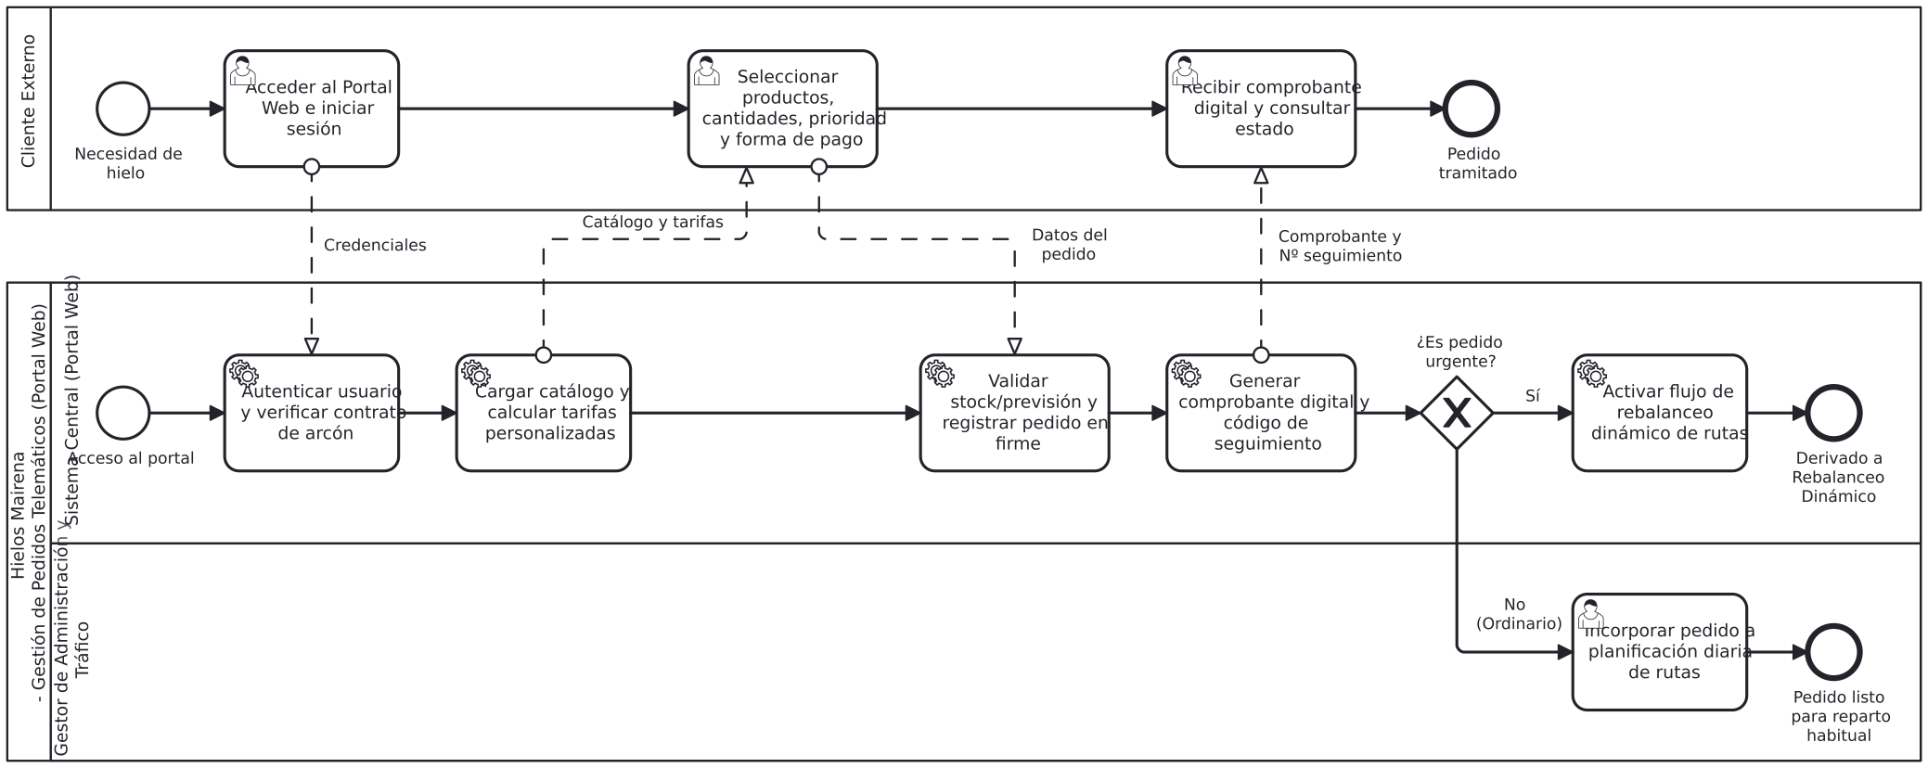 Cliente Externo
Necesidad de
hielo
Acceder al Portal
Web e iniciar
sesión
Seleccionar
productos,
cantidades, prioridad
y forma de pago
Recibir comprobante
digital y consultar
estado
Pedido
tramitado
Credenciales
Catálogo y tarifas
Datos del
pedido
Comprobante y
Nº seguimiento
Hielos Mairena
- Gestión de Pedidos Telemáticos (Portal Web)
Sistema Central (Portal Web)
Acceso al portal
Autenticar usuario
y verificar contrato
de arcón
Cargar catálogo y
calcular tarifas
personalizadas
Validar
stock/previsión y
registrar pedido en
firme
Generar
comprobante digital y
código de
seguimiento
¿Es pedido
urgente?
X
Sí
Activar flujo de
rebalanceo
dinámico de rutas
Derivado a
Rebalanceo
Dinámico
Gestor de Administración y
Tráfico
No
(Ordinario)
Incorporar pedido a
planificación diaria
de rutas
Pedido listo
para reparto
habitual